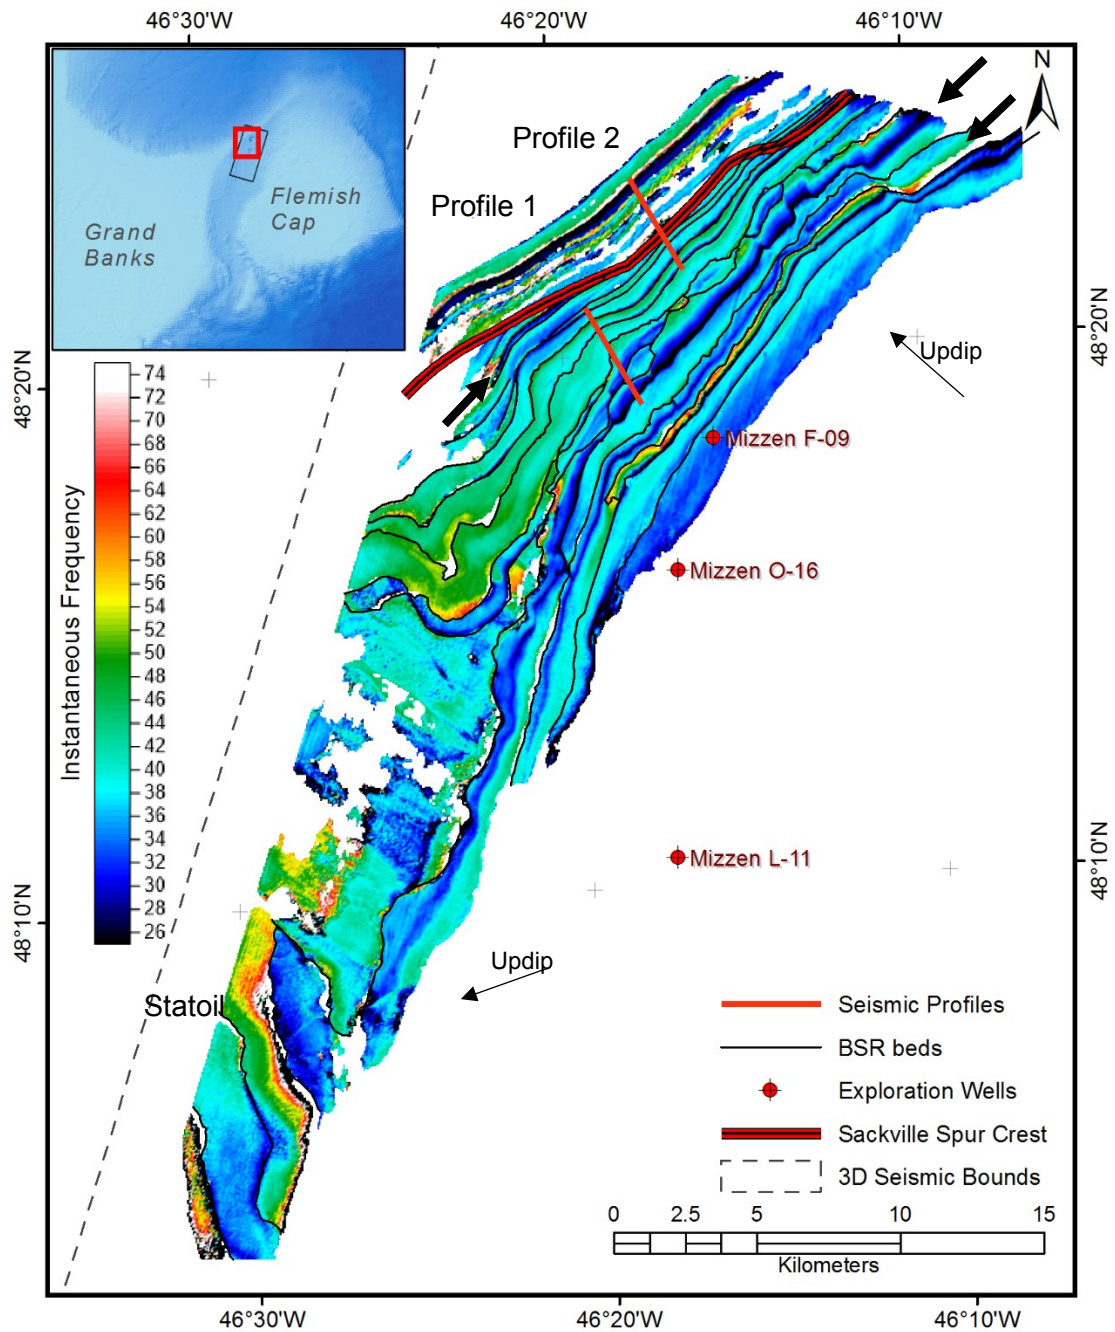 46°30'W 46°20'W 46°10'W
N
Profile 2
Profile 1
Flemish
Cap
Grand
Banks
48°20'N
48°20'N
Updip
74
72
70
68
66
64
62
60
58
56
54
52
50
48
46
44
42
40
38
36
34
32
30
28
26
Instantaneous Frequency
Mizzen F-09
Mizzen O-16
Mizzen L-11
48°10'N
48°10'N
Updip
Statoil
Seismic Profiles
BSR beds
Exploration Wells
Sackville Spur Crest
3D Seismic Bounds
0 2.5 5 10 15
Kilometers
46°30'W 46°20'W 46°10'W